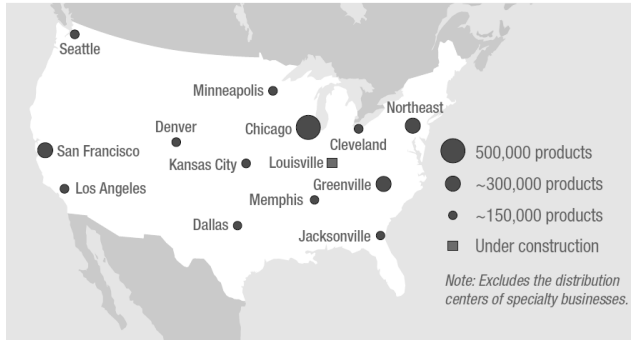 Seattle
Minneapolis
Northeast
Denver
Chicago
Cleveland
500,000 products
San Francisco
Kansas City
Louisville
Los Angeles
Greenville
~300,000 products
Memphis
~150,000 products
Dallas
Jacksonville
Under construction
Note: Excludes the distribution
centers of specialty businesses.